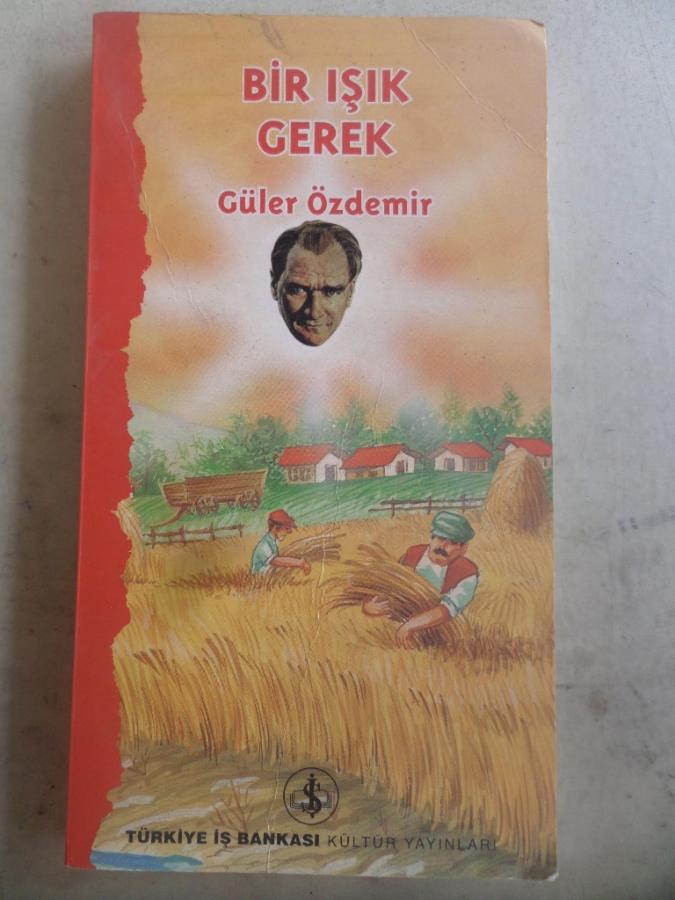 BİR IŞIK
GEREK
Güler Özdemir
İŞ
TÜRKİYE İŞ BANKASI KÜLTÜR YAYINLARI